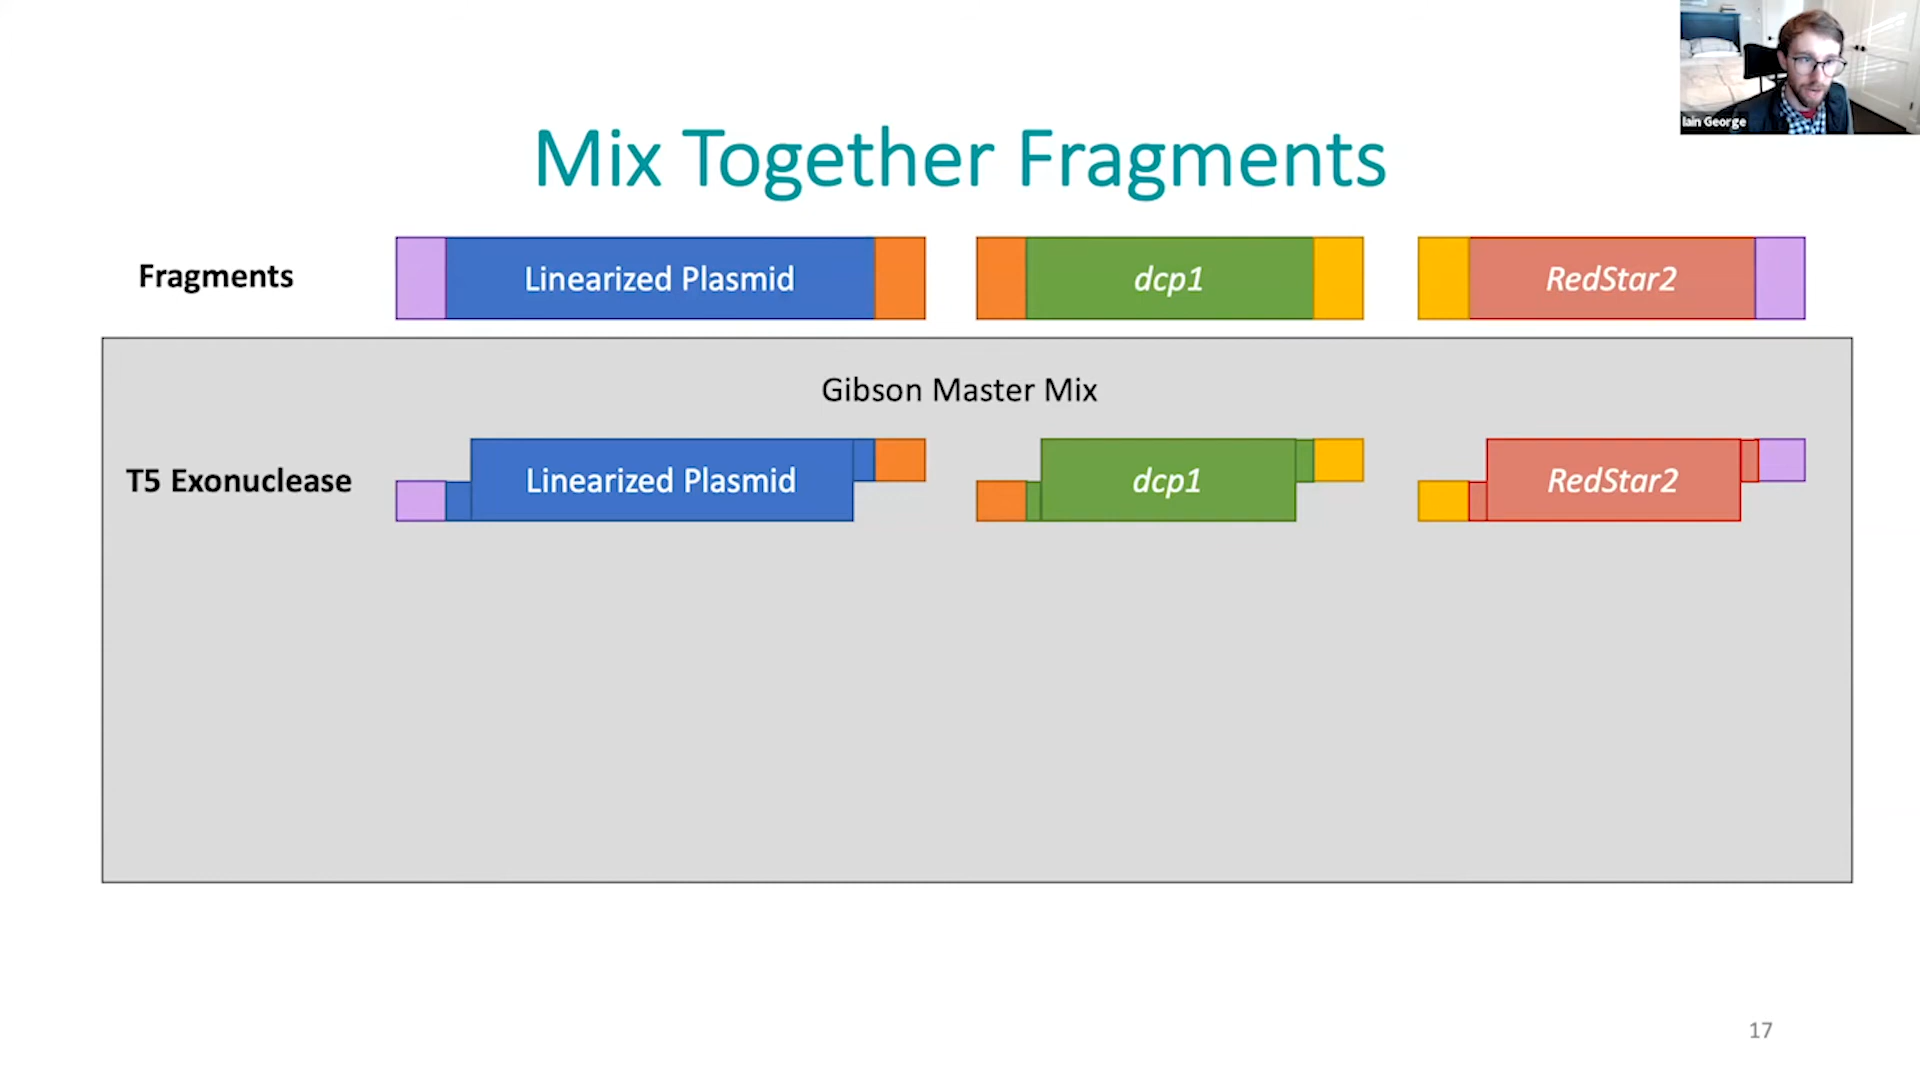 Iain George
Mix Together Fragments
Fragments
Linearized Plasmid
dcp1
RedStar2
Gibson Master Mix
T5 Exonuclease
Linearized Plasmid
dcp1
RedStar2
17